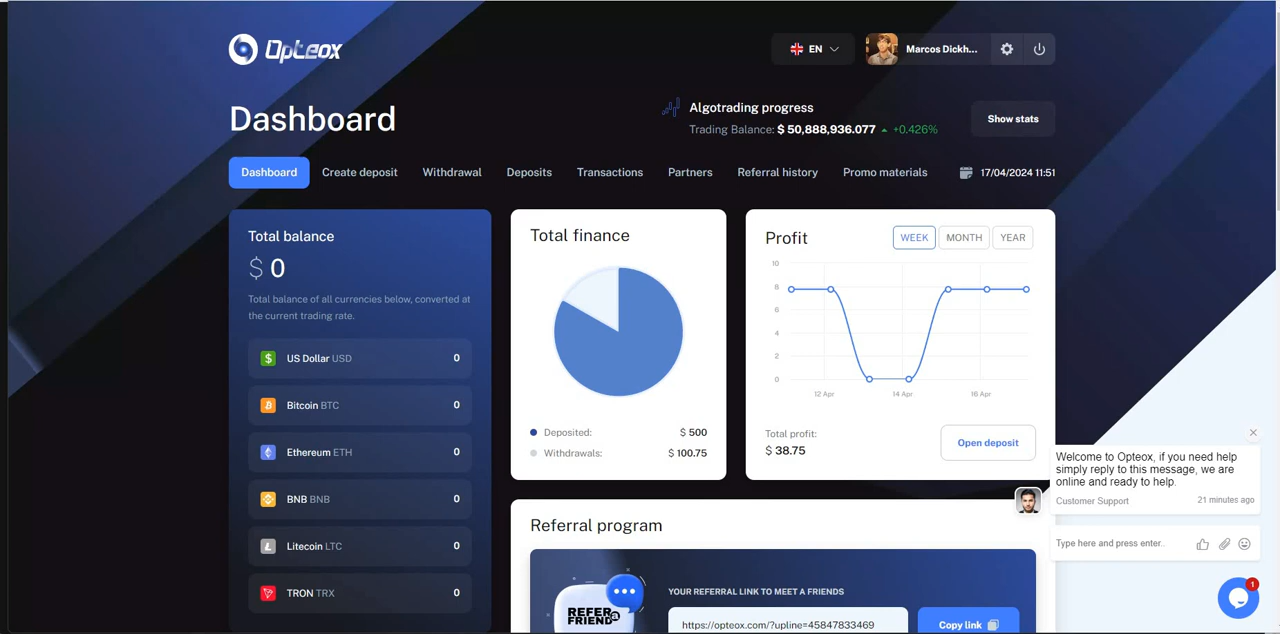 Opteox
EN
Marcos Dickh...
Dashboard
Algotrading progress
Trading Balance: $ 50,888,936.077 +0.426%
Show stats
Dashboard
Create deposit
Withdrawal
Deposits
Transactions
Partners
Referral history
Promo materials
17/04/2024 11:51
Total balance
$ 0
Total balance of all currencies below, converted at
the current trading rate.
US Dollar USD 0
Bitcoin BTC 0
Ethereum ETH 0
BNB BNB 0
Litecoin LTC 0
TRON TRX 0
Total finance
Deposited: $ 500
Withdrawals: $ 100.75
Profit
WEEK
MONTH
YEAR
10
8
6
4
2
0
12 Apr
14 Apr
16 Apr
Total profit:
$ 38.75
Open deposit
Referral program
REFER
FRIEND
YOUR REFERRAL LINK TO MEET A FRIENDS
https://opteox.com/?upline=45847833469
Copy link
Welcome to Opteox, if you need help
simply reply to this message, we are
online and ready to help.
Customer Support 21 minutes ago
Type here and press enter..
1